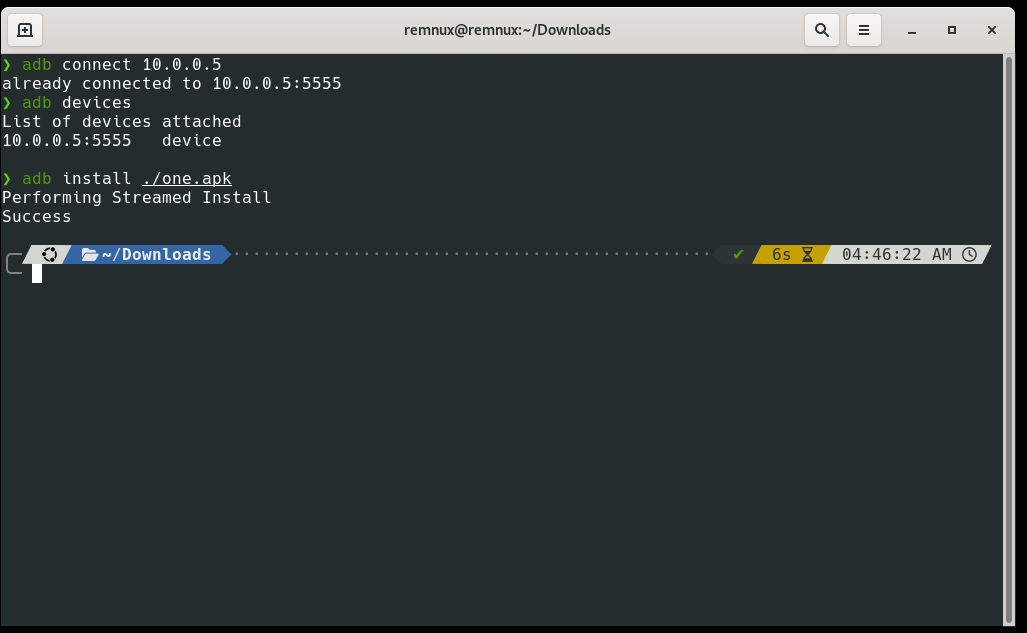 remnux@remnux:~/Downloads
❯ adb connect 10.0.0.5
already connected to 10.0.0.5:5555
❯ adb devices
List of devices attached
10.0.0.5:5555   device
❯ adb install ./one.apk
Performing Streamed Install
Success
~/Downloads ✔ 6s 04:46:22 AM